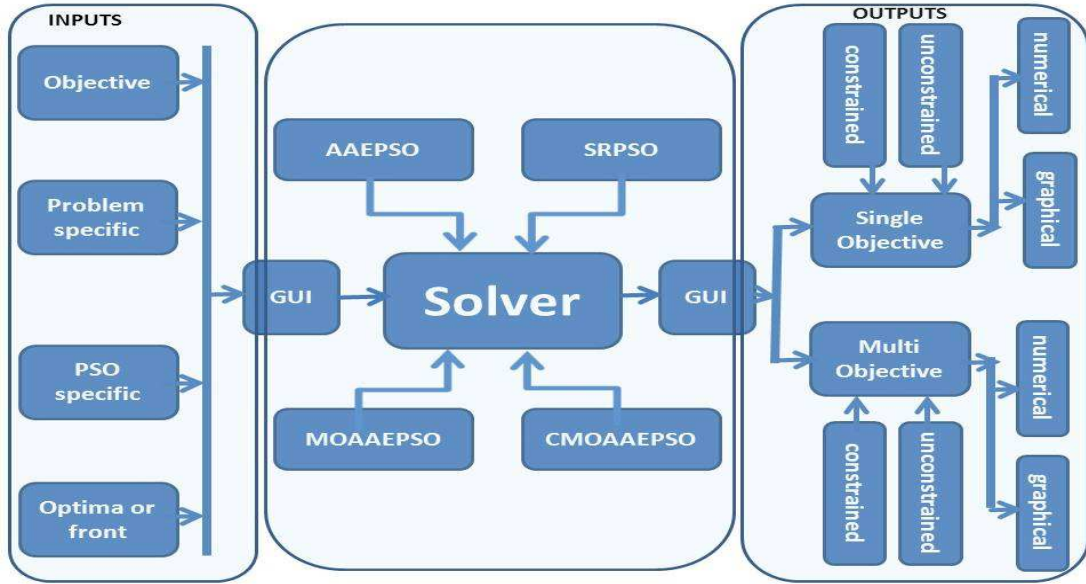 INPUTS
Objective
Problem
specific
PSO
specific
Optima or
front
GUI
AAEPSO
SRPSO
Solver
MOAAEPSO
CMOAAEPSO
GUI
OUTPUTS
constrained
unconstrained
Single
Objective
numerical
graphical
Multi
Objective
constrained
unconstrained
numerical
graphical